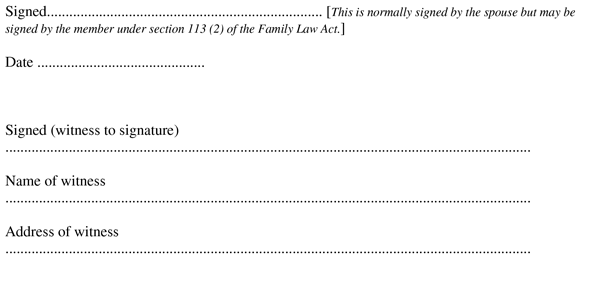 Signed.......................................................................... [This is normally signed by the spouse but may be
signed by the member under section 113 (2) of the Family Law Act.]
Date .............................................
Signed (witness to signature)
............................................................................................................................................
Name of witness
............................................................................................................................................
Address of witness
............................................................................................................................................